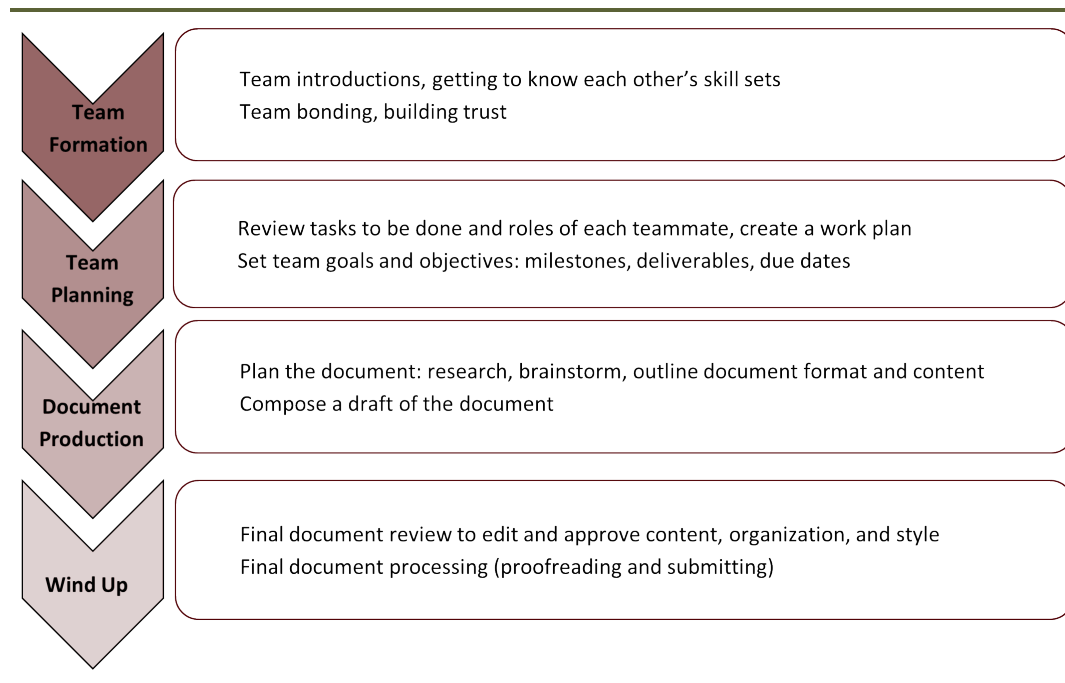 Team
Formation
Team introductions, getting to know each other’s skill sets
Team bonding, building trust
Team
Planning
Review tasks to be done and roles of each teammate, create a work plan
Set team goals and objectives: milestones, deliverables, due dates
Document
Production
Plan the document: research, brainstorm, outline document format and content
Compose a draft of the document
Wind Up
Final document review to edit and approve content, organization, and style
Final document processing (proofreading and submitting)